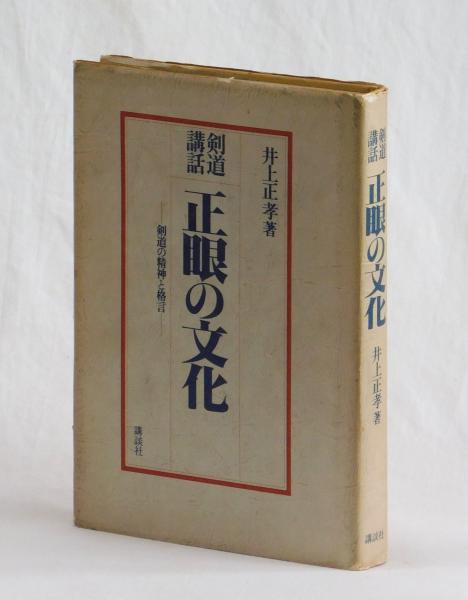 井上正孝著
剣道
講話
正眼の文化
―剣道の精神と格言―
講談社
剣道
講話
正眼の文化
井上正孝著
講談社